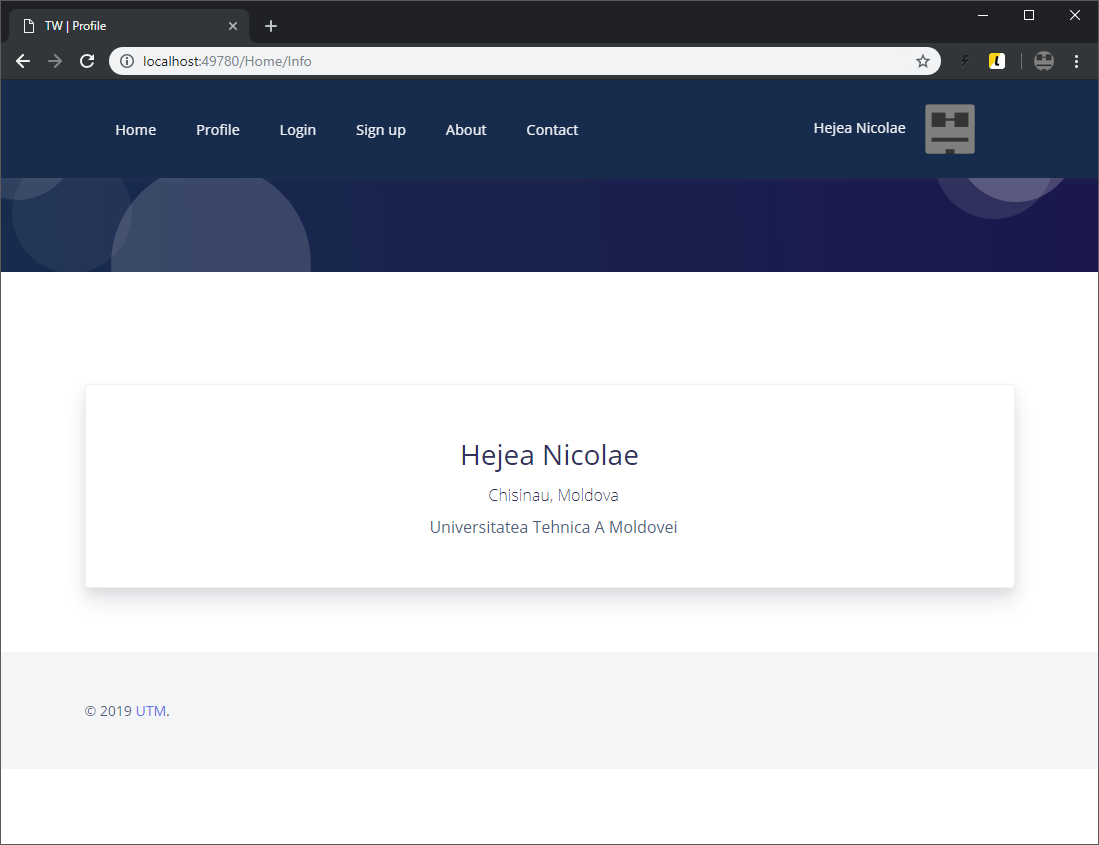 TW | Profile
localhost:49780/Home/Info
Home Profile Login Sign up About Contact Hejea Nicolae
Hejea Nicolae
Chisinau, Moldova
Universitatea Tehnica A Moldovei
© 2019 UTM.